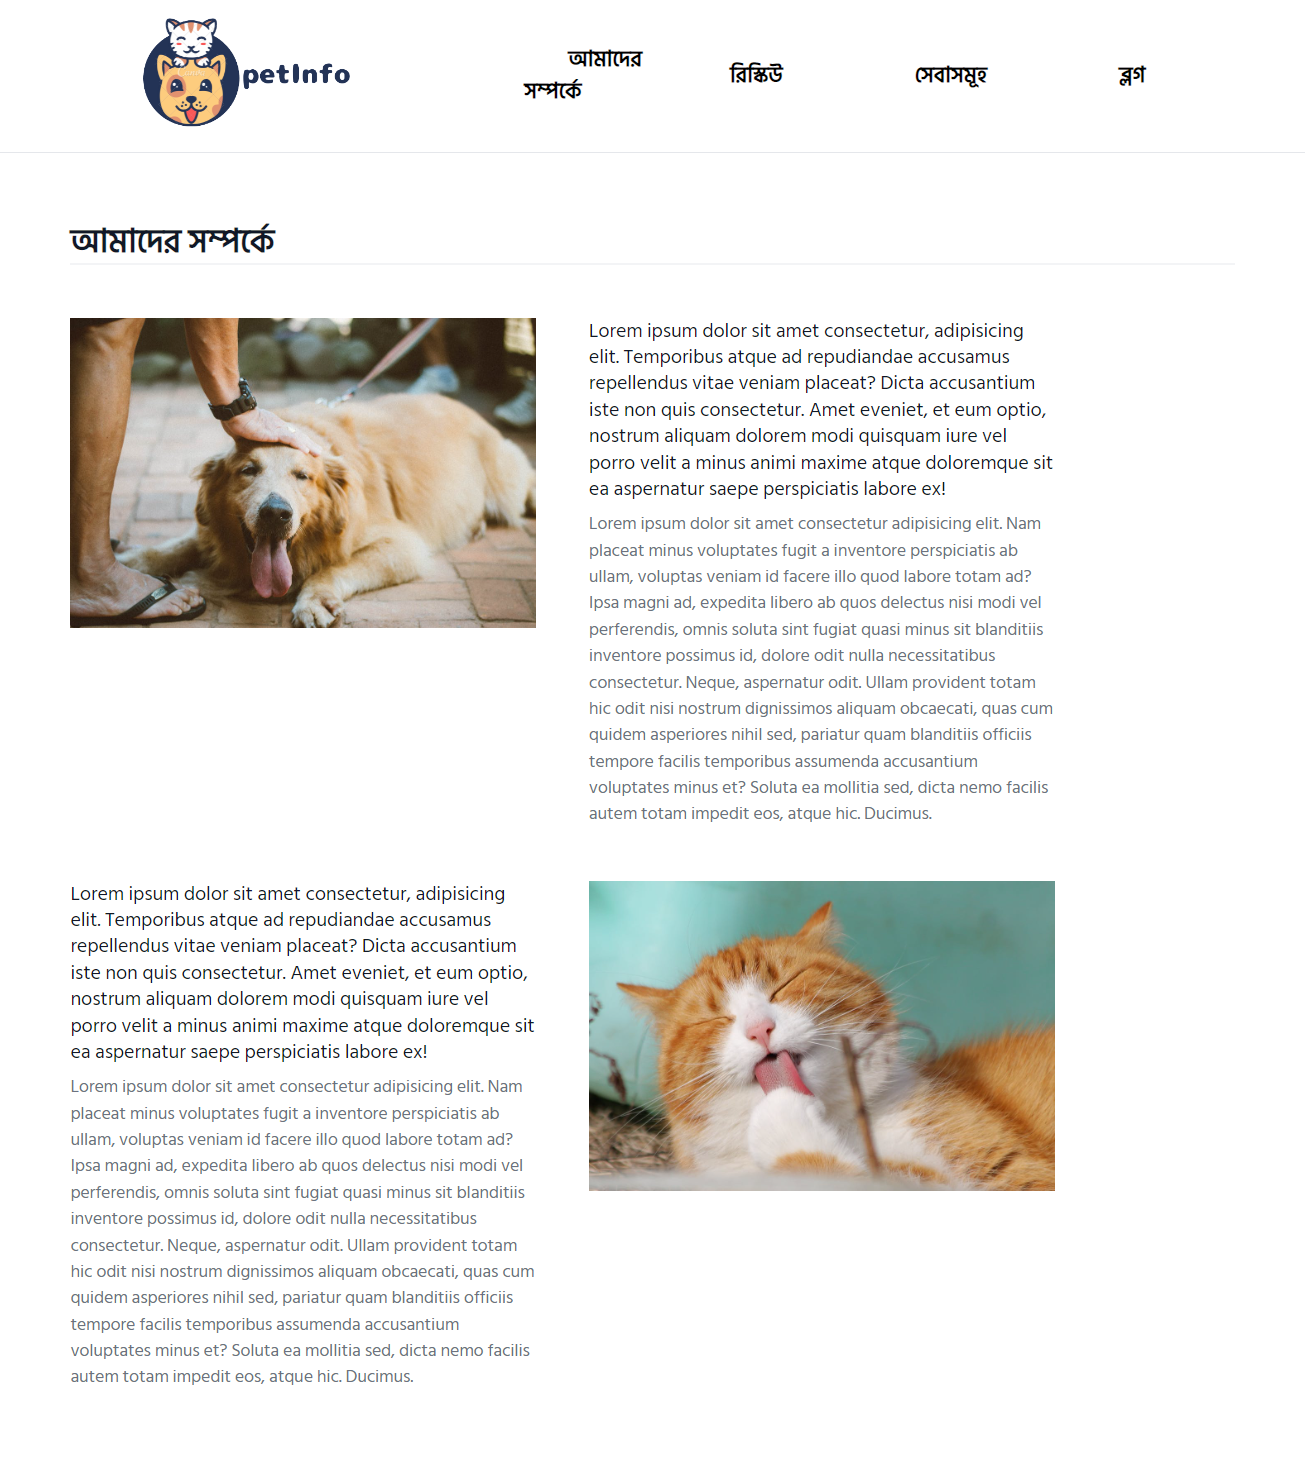 petInfo
আমাদের
সম্পর্কে
রিস্কিউ
সেবাসমূহ
ব্লগ
আমাদের সম্পর্কে
Lorem ipsum dolor sit amet consectetur, adipisicing
elit. Temporibus atque ad repudiandae accusamus
repellendus vitae veniam placeat? Dicta accusantium
iste non quis consectetur. Amet eveniet, et eum optio,
nostrum aliquam dolorem modi quisquam iure vel
porro velit a minus animi maxime atque doloremque sit
ea aspernatur saepe perspiciatis labore ex!
Lorem ipsum dolor sit amet consectetur adipisicing elit. Nam
placeat minus voluptates fugit a inventore perspiciatis ab
ullam, voluptas veniam id facere illo quod labore totam ad?
Ipsa magni ad, expedita libero ab quos delectus nisi modi vel
perferendis, omnis soluta sint fugiat quasi minus sit blanditiis
inventore possimus id, dolore odit nulla necessitatibus
consectetur. Neque, aspernatur odit. Ullam provident totam
hic odit nisi nostrum dignissimos aliquam obcaecati, quas cum
quidem asperiores nihil sed, pariatur quam blanditiis officiis
tempore facilis temporibus assumenda accusantium
voluptates minus et? Soluta ea mollitia sed, dicta nemo facilis
autem totam impedit eos, atque hic. Ducimus.
Lorem ipsum dolor sit amet consectetur, adipisicing
elit. Temporibus atque ad repudiandae accusamus
repellendus vitae veniam placeat? Dicta accusantium
iste non quis consectetur. Amet eveniet, et eum optio,
nostrum aliquam dolorem modi quisquam iure vel
porro velit a minus animi maxime atque doloremque sit
ea aspernatur saepe perspiciatis labore ex!
Lorem ipsum dolor sit amet consectetur adipisicing elit. Nam
placeat minus voluptates fugit a inventore perspiciatis ab
ullam, voluptas veniam id facere illo quod labore totam ad?
Ipsa magni ad, expedita libero ab quos delectus nisi modi vel
perferendis, omnis soluta sint fugiat quasi minus sit blanditiis
inventore possimus id, dolore odit nulla necessitatibus
consectetur. Neque, aspernatur odit. Ullam provident totam
hic odit nisi nostrum dignissimos aliquam obcaecati, quas cum
quidem asperiores nihil sed, pariatur quam blanditiis officiis
tempore facilis temporibus assumenda accusantium
voluptates minus et? Soluta ea mollitia sed, dicta nemo facilis
autem totam impedit eos, atque hic. Ducimus.